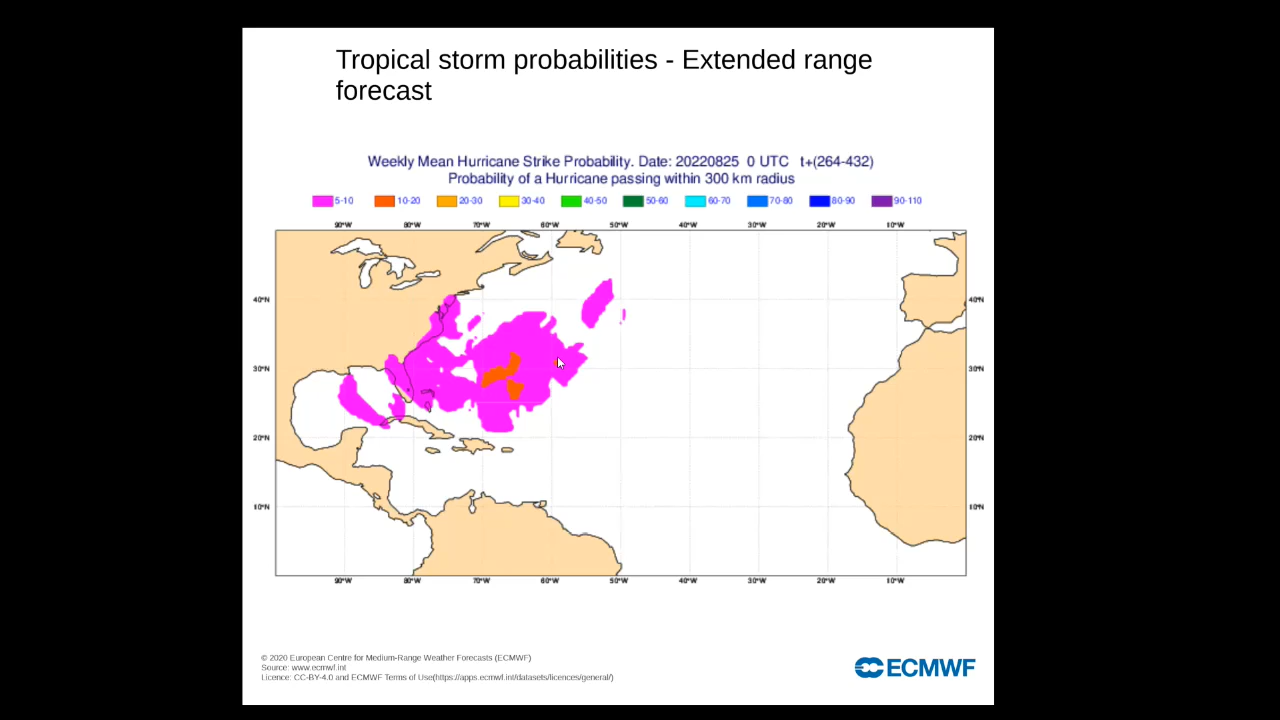 Tropical storm probabilities - Extended range
forecast
Weekly Mean Hurricane Strike Probability. Date: 20220825 0 UTC t+(264-432)
Probability of a Hurricane passing within 300 km radius
5-10 10-20 20-30 30-40 40-50 50-60 60-70 70-80 80-90 90-110
90°W 80°W 70°W 60°W 50°W 40°W 30°W 20°W 10°W
40°N 40°N
30°N 30°N
20°N 20°N
10°N 10°N
90°W 80°W 70°W 60°W 50°W 40°W 30°W 20°W 10°W
© 2020 European Centre for Medium-Range Weather Forecasts (ECMWF)
Source: www.ecmwf.int
Licence: CC-BY-4.0 and ECMWF Terms of Use(https://apps.ecmwf.int/datasets/licences/general/)
ECMWF